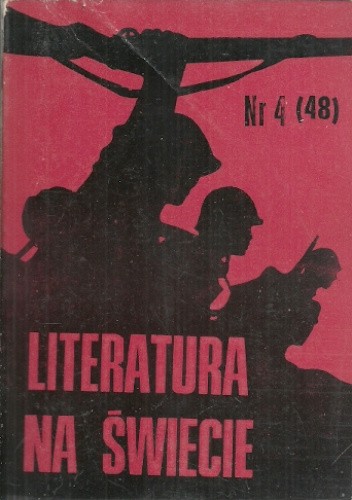 Nr 4 (48)
LITERATURA
NA ŚWIECIE